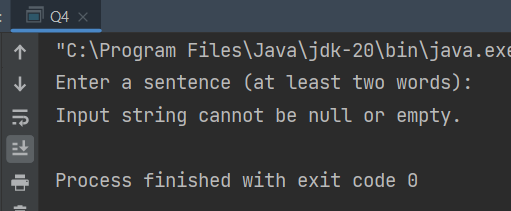 Q4
"C:\Program Files\Java\jdk-20\bin\java.exe
Enter a sentence (at least two words):
Input string cannot be null or empty.
Process finished with exit code 0